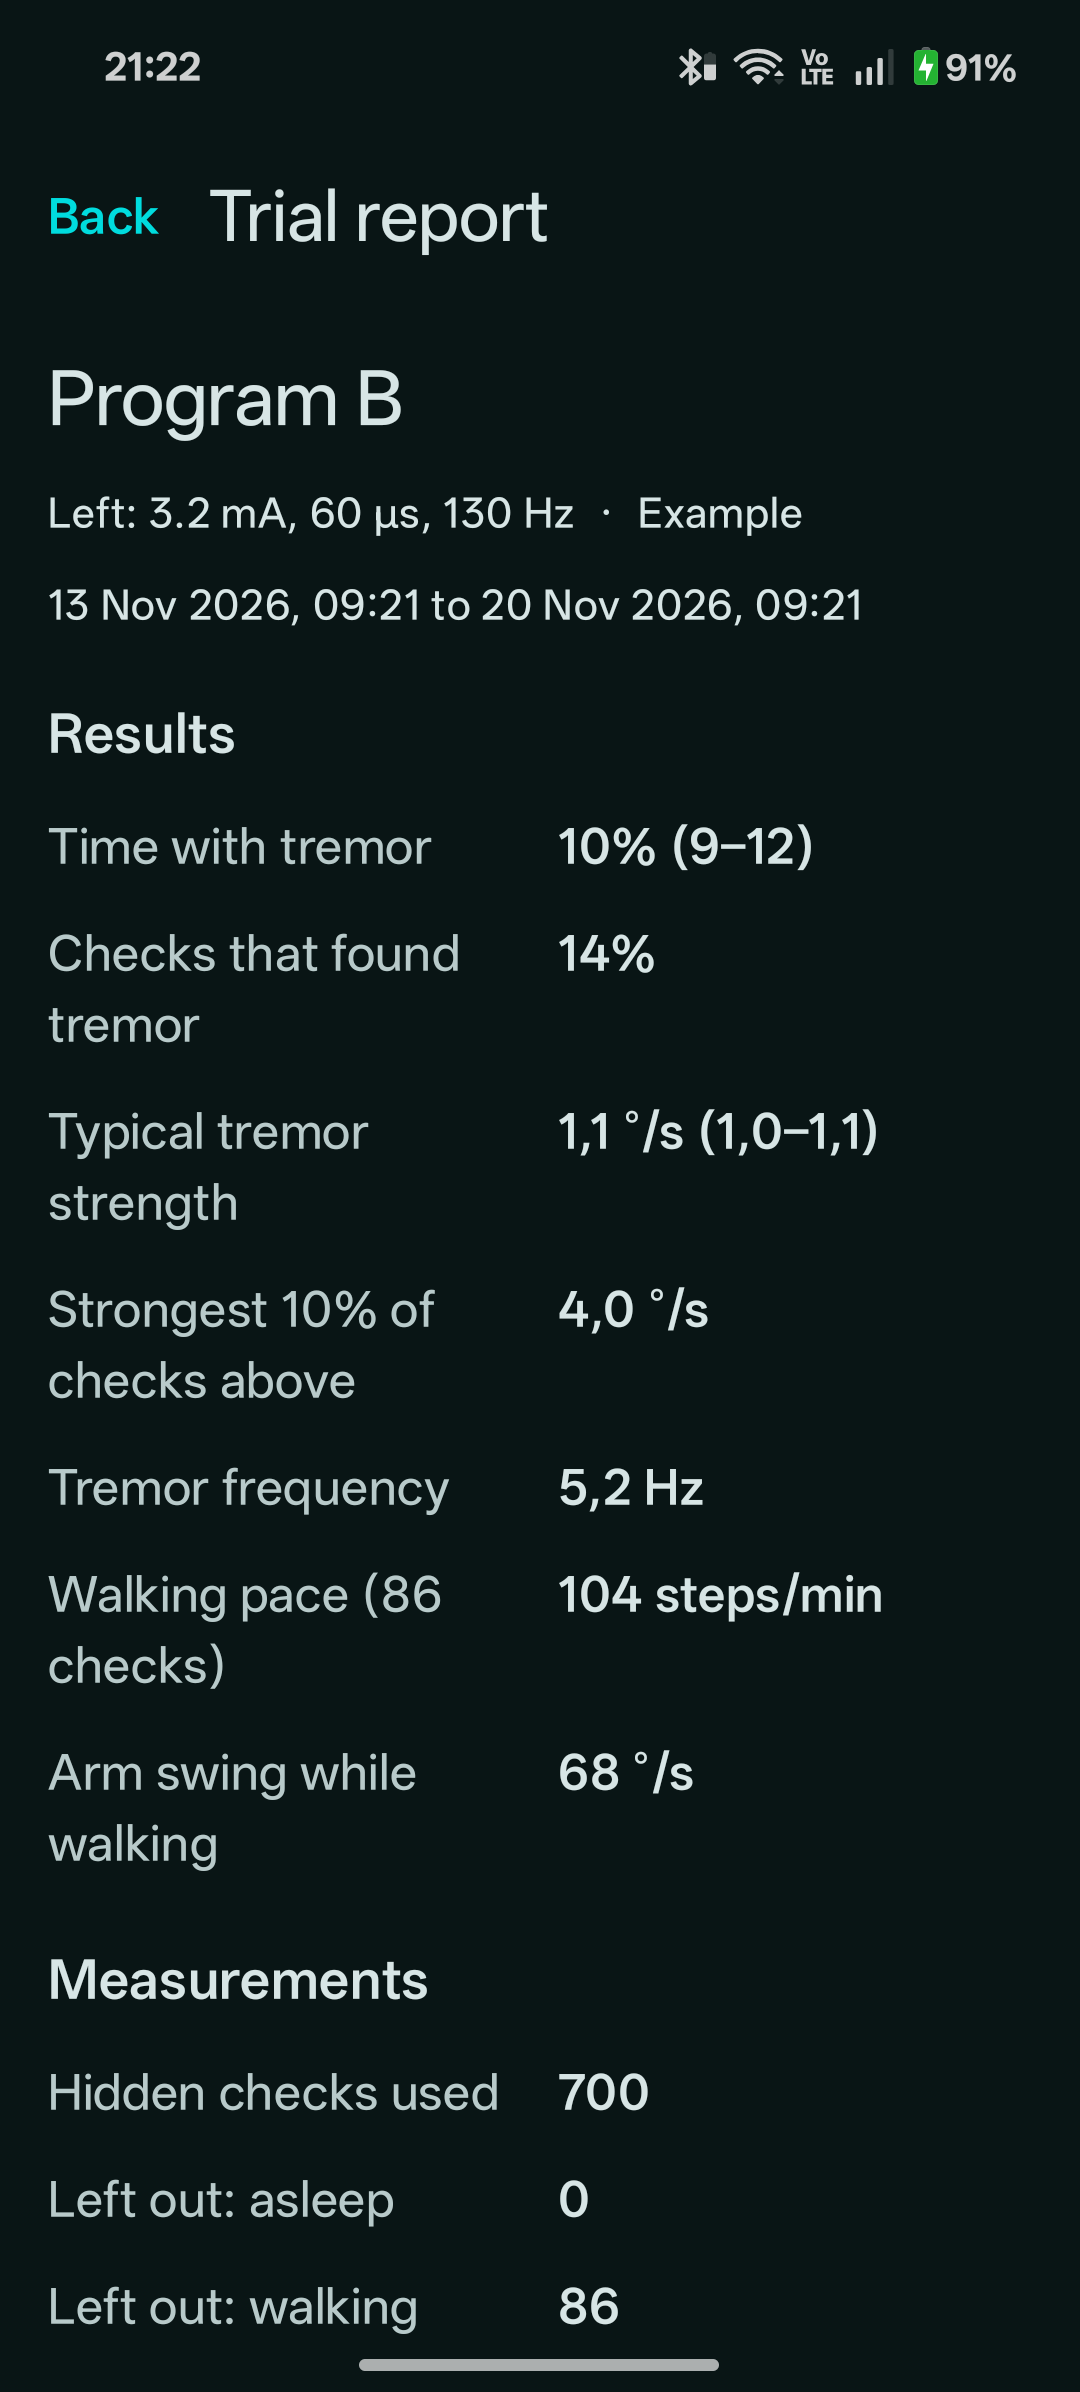 21:22
Vo LTE
91%
Back Trial report
Program B
Left: 3.2 mA, 60 µs, 130 Hz · Example
13 Nov 2026, 09:21 to 20 Nov 2026, 09:21
Results
Time with tremor 10% (9–12)
Checks that found 14%
tremor
Typical tremor 1,1 °/s (1,0–1,1)
strength
Strongest 10% of 4,0 °/s
checks above
Tremor frequency 5,2 Hz
Walking pace (86 104 steps/min
checks)
Arm swing while 68 °/s
walking
Measurements
Hidden checks used 700
Left out: asleep 0
Left out: walking 86